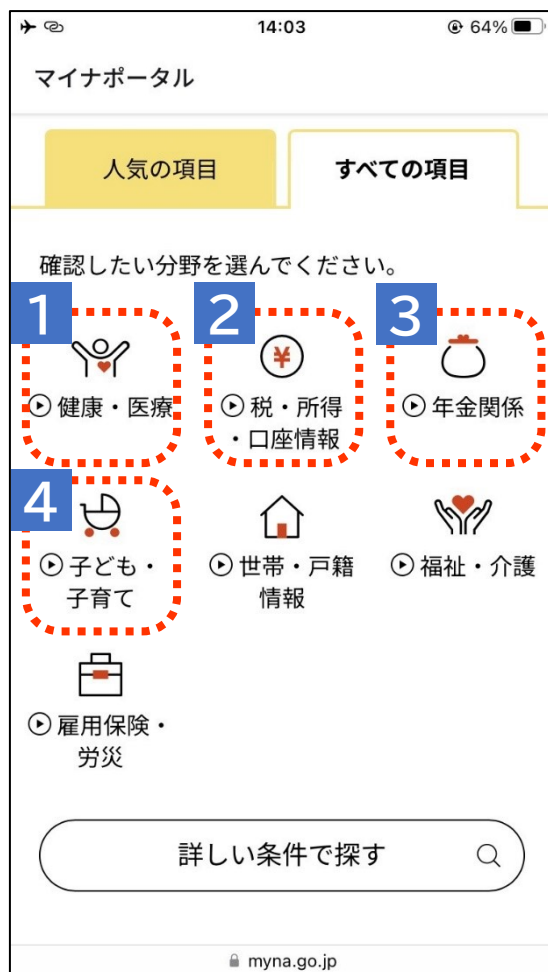 14:03
64%
マイナポータル
人気の項目
すべての項目
確認したい分野を選んでください。
1
2
3
健康・医療
税・所得
・口座情報
年金関係
4
子ども・
子育て
世帯・戸籍
情報
福祉・介護
雇用保険・
労災
詳しい条件で探す
myna.go.jp